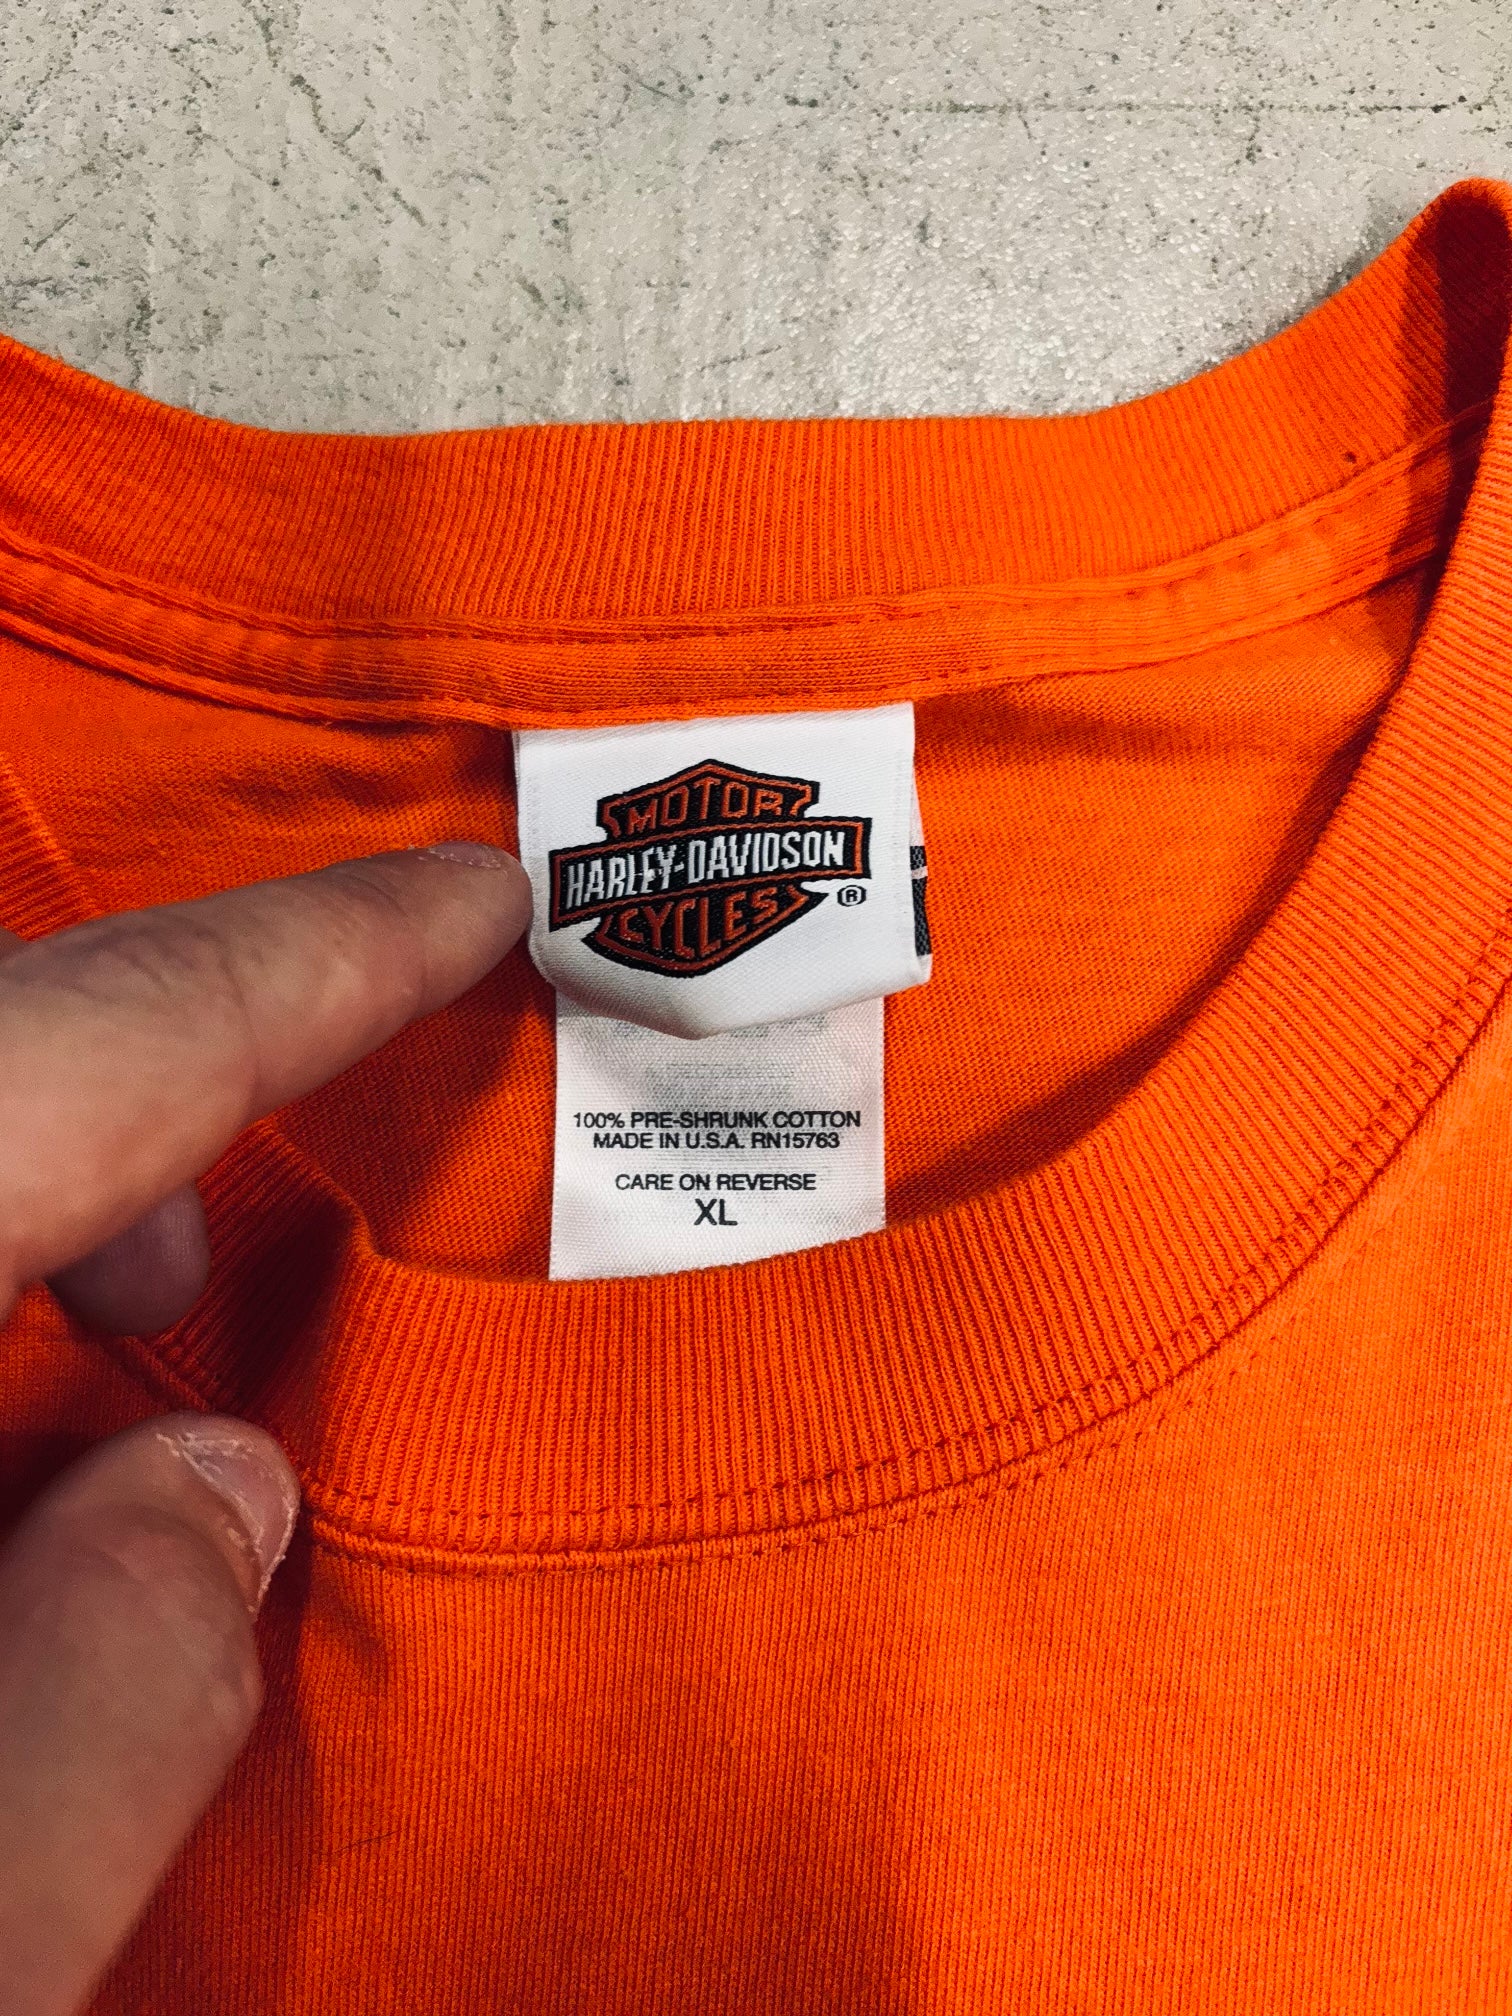 MOTOR
HARLEY-DAVIDSON
CYCLES
®
100% PRE-SHRUNK COTTON
MADE IN U.S.A. RN15763
CARE ON REVERSE
XL